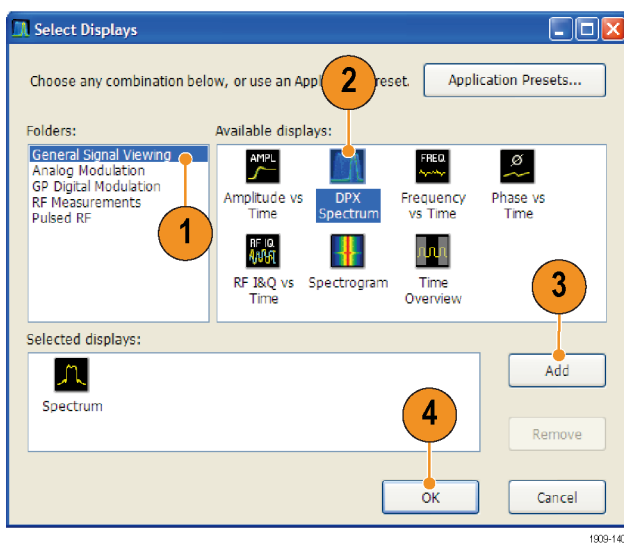 Select Displays
2
Choose any combination below, or use an Appl reset.
Application Presets...
Folders:
Available displays:
General Signal Viewing
Analog Modulation
GP Digital Modulation
RF Measurements
Pulsed RF
1
AMPL
Amplitude vs
Time
DPX
Spectrum
FREQ
Frequency
vs Time
Ø
Phase vs
Time
RF IQ
RF I&Q vs
Time
Spectrogram
Time
Overview
3
Selected displays:
Spectrum
Add
4
Remove
OK
Cancel
1909-140